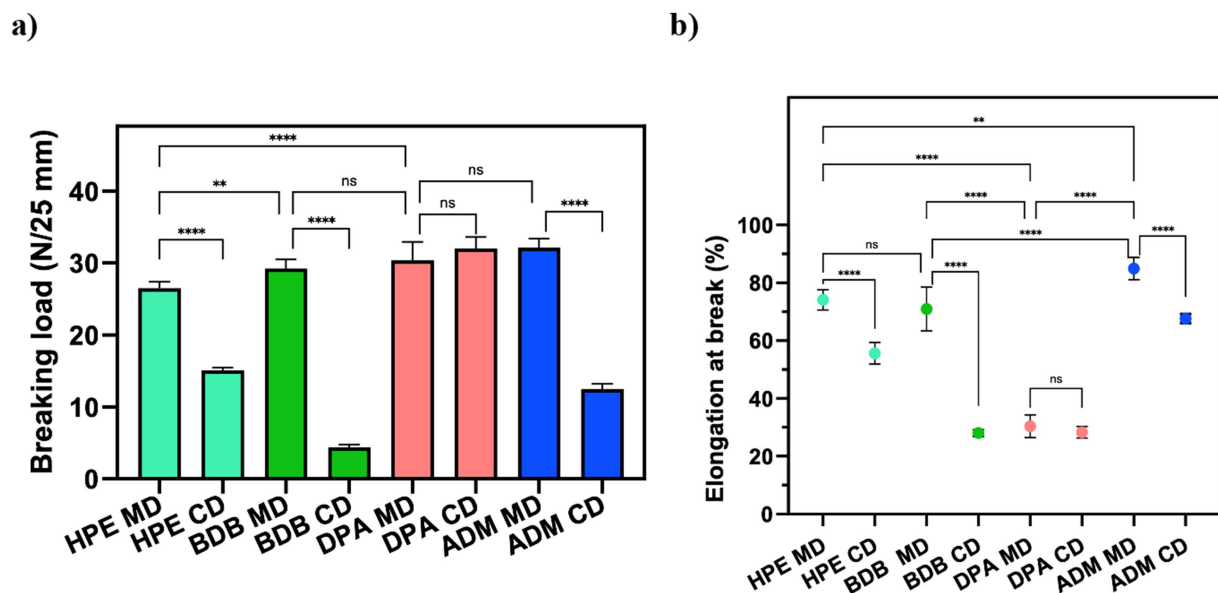 a)
Breaking load (N/25 mm)
40
30
20
10
0
****
**
ns
ns
****
****
ns
****
HPE MD
HPE CD
BDB MD
BDB CD
DPA MD
DPA CD
ADM MD
ADM CD
b)
Elongation at break (%)
100
80
60
40
20
0
**
****
****
****
****
****
ns
****
****
ns
HPE MD
HPE CD
BDB MD
BDB CD
DPA MD
DPA CD
ADM MD
ADM CD